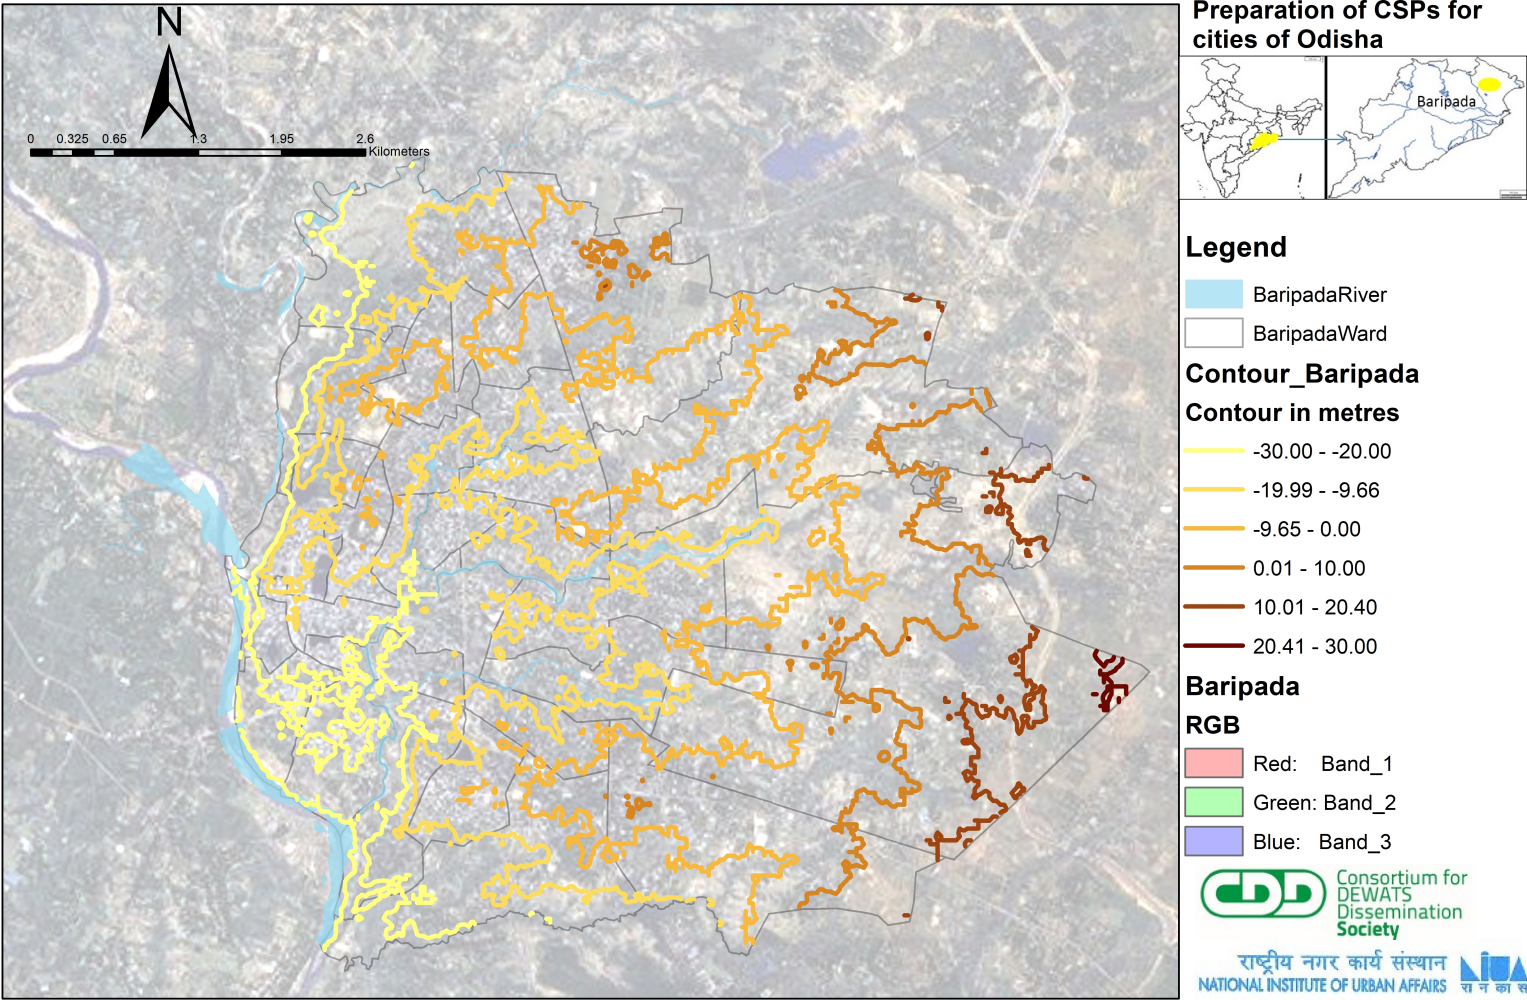 N
0 0.325 0.65 1.3 1.95 2.6
Kilometers
Preparation of CSPs for
cities of Odisha
Baripada
Legend
BaripadaRiver
BaripadaWard
Contour_Baripada
Contour in metres
-30.00 - -20.00
-19.99 - -9.66
-9.65 - 0.00
0.01 - 10.00
10.01 - 20.40
20.41 - 30.00
Baripada
RGB
Red: Band_1
Green: Band_2
Blue: Band_3
CDD
Consortium for
DEWATS
Dissemination
Society
राष्ट्रीय नगर कार्य संस्थान
NATIONAL INSTITUTE OF URBAN AFFAIRS
NIUA
रा न का सं